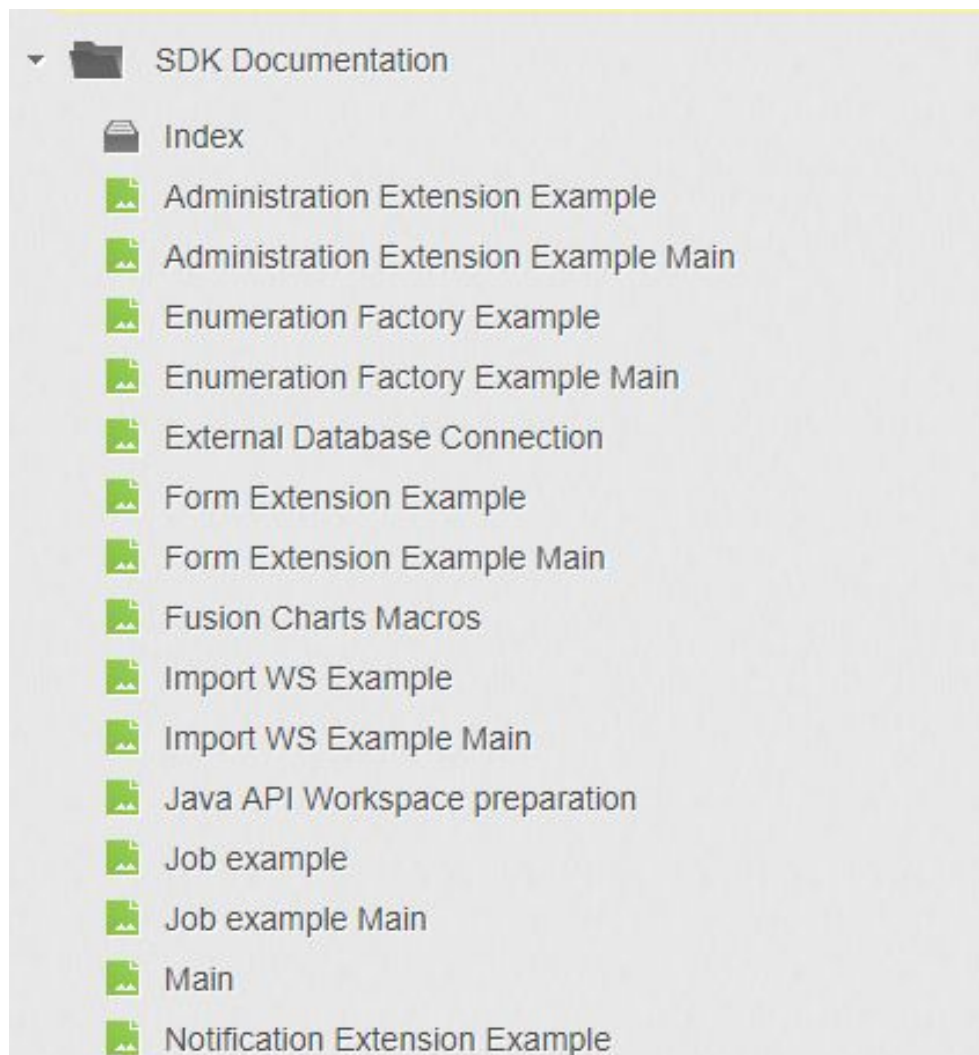 SDK Documentation
Index
Administration Extension Example
Administration Extension Example Main
Enumeration Factory Example
Enumeration Factory Example Main
External Database Connection
Form Extension Example
Form Extension Example Main
Fusion Charts Macros
Import WS Example
Import WS Example Main
Java API Workspace preparation
Job example
Job example Main
Main
Notification Extension Example